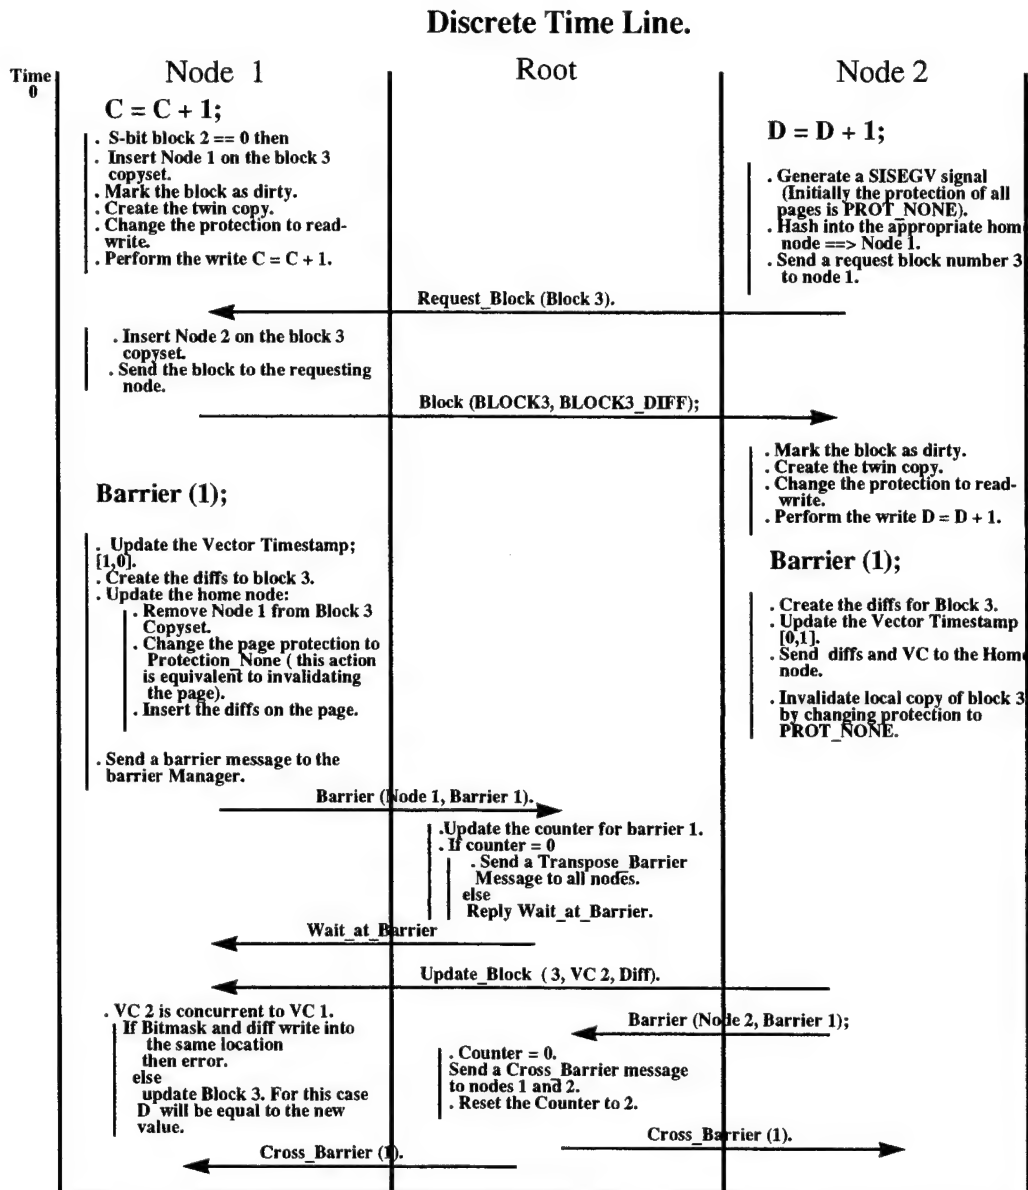 Discrete Time Line.
Time
0
Node 1
Root
Node 2
C = C + 1;
. S-bit block 2 == 0 then
. Insert Node 1 on the block 3
copyset.
. Mark the block as dirty.
. Create the twin copy.
. Change the protection to read-
write.
. Perform the write C = C + 1.
D = D + 1;
. Generate a SISEGV signal
(Initially the protection of all
pages is PROT_NONE).
. Hash into the appropriate hom
node ==> Node 1.
. Send a request block number 3
to node 1.
Request_Block (Block 3).
. Insert Node 2 on the block 3
copyset.
. Send the block to the requesting
node.
Block (BLOCK3, BLOCK3_DIFF);
. Mark the block as dirty.
. Create the twin copy.
. Change the protection to read-
write.
. Perform the write D = D + 1.
Barrier (1);
. Update the Vector Timestamp;
[1,0].
. Create the diffs to block 3.
. Update the home node:
. Remove Node 1 from Block 3
Copyset.
. Change the page protection to
Protection_None ( this action
is equivalent to invalidating
the page).
. Insert the diffs on the page.
. Send a barrier message to the
barrier Manager.
Barrier (1);
. Create the diffs for Block 3.
. Update the Vector Timestamp
[0,1].
. Send diffs and VC to the Home
node.
. Invalidate local copy of block 3
by changing protection to
PROT_NONE.
Barrier (Node 1, Barrier 1).
.Update the counter for barrier 1.
. If counter = 0
. Send a Transpose_Barrier
Message to all nodes.
else
Reply Wait_at_Barrier.
Wait_at_Barrier
Update_Block ( 3, VC 2, Diff).
. VC 2 is concurrent to VC 1.
If Bitmask and diff write into
the same location
then error.
else
update Block 3. For this case
D will be equal to the new
value.
Barrier (Node 2, Barrier 1);
. Counter = 0.
Send a Cross_Barrier message
to nodes 1 and 2.
. Reset the Counter to 2.
Cross_Barrier (1).
Cross_Barrier (1).